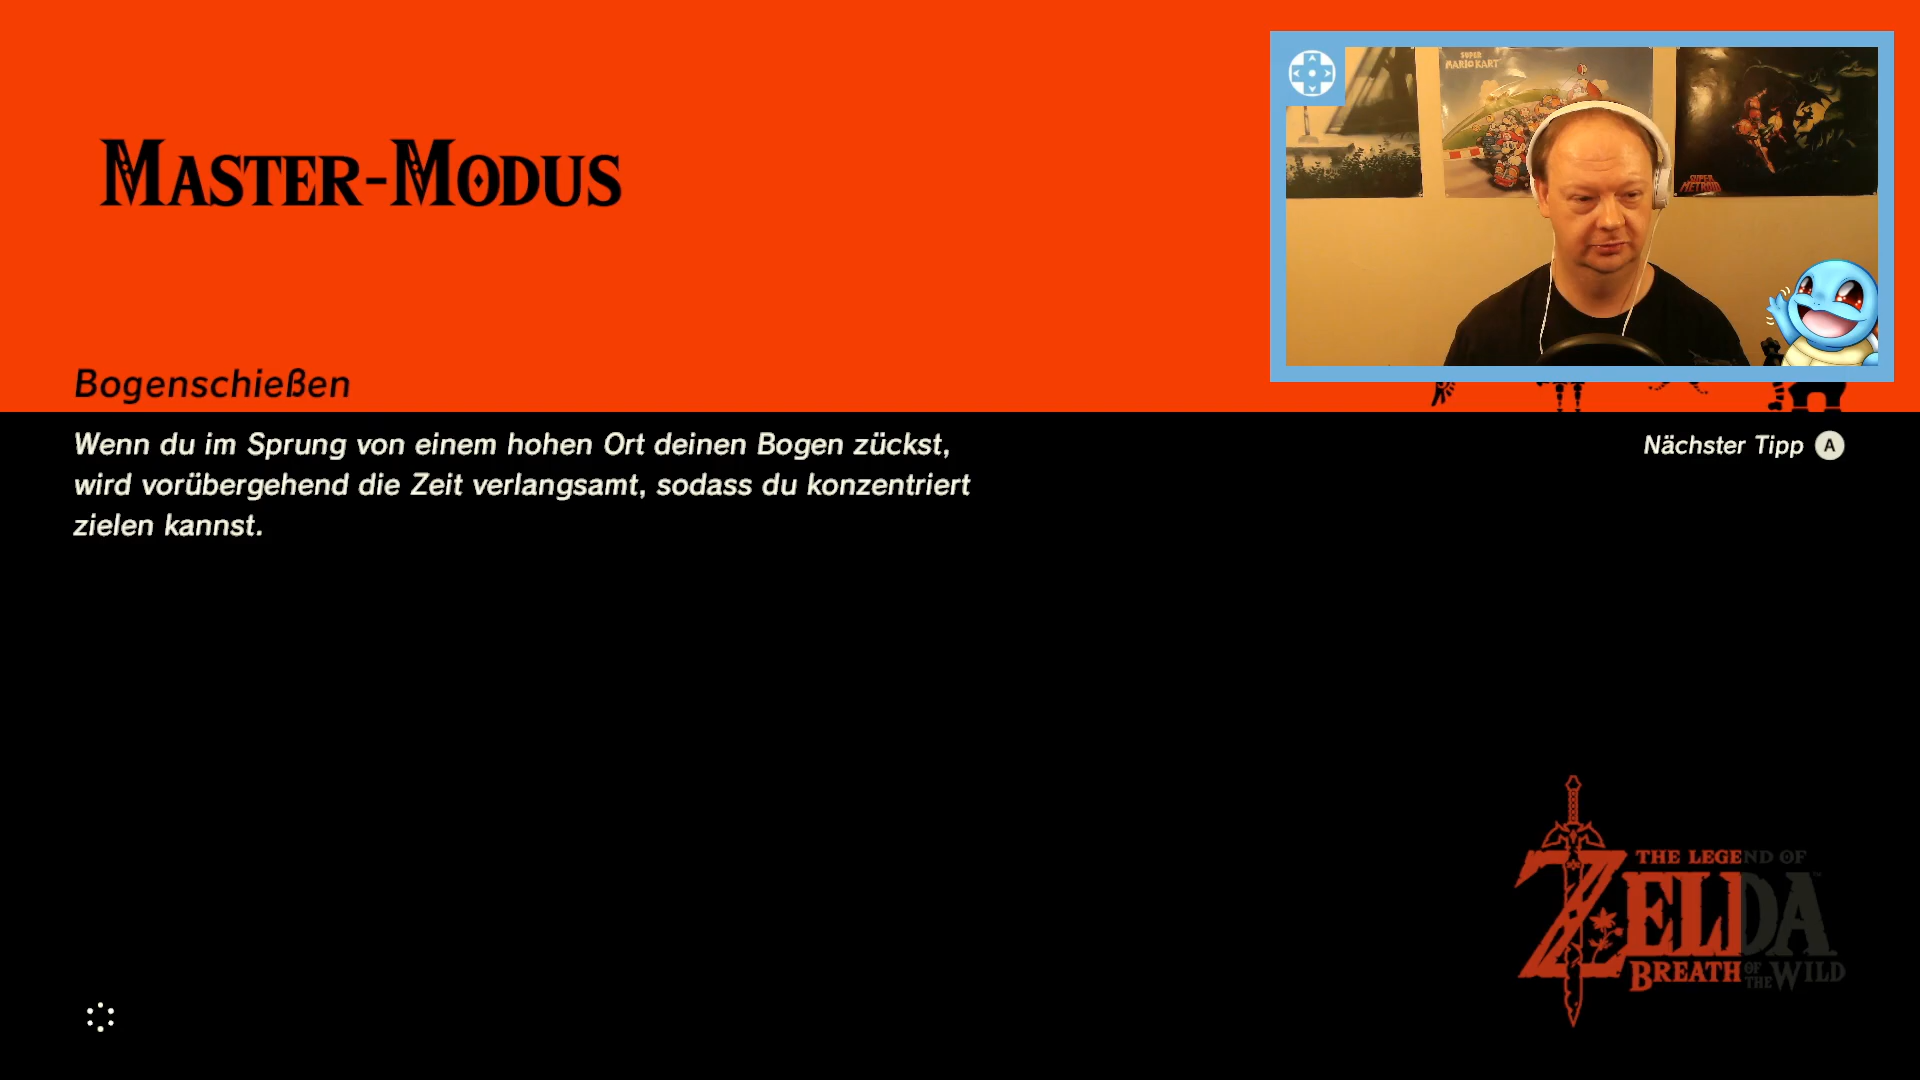 MASTER-MODUS
SUPER
MARIO KART
SUPER
METROID
Bogenschießen
Wenn du im Sprung von einem hohen Ort deinen Bogen zückst,
wird vorübergehend die Zeit verlangsamt, sodass du konzentriert
zielen kannst.
Nächster Tipp A
THE LEGEND OF
ZELDA
BREATH OF THE WILD